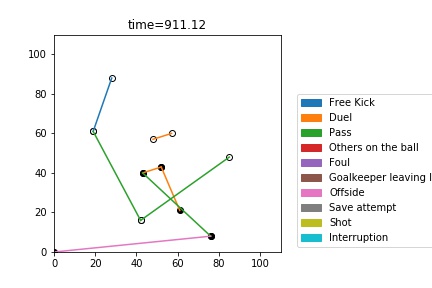 time=911.12
100
80
60
40
20
0
0 20 40 60 80 100
Free Kick
Duel
Pass
Others on the ball
Foul
Goalkeeper leaving l
Offside
Save attempt
Shot
Interruption